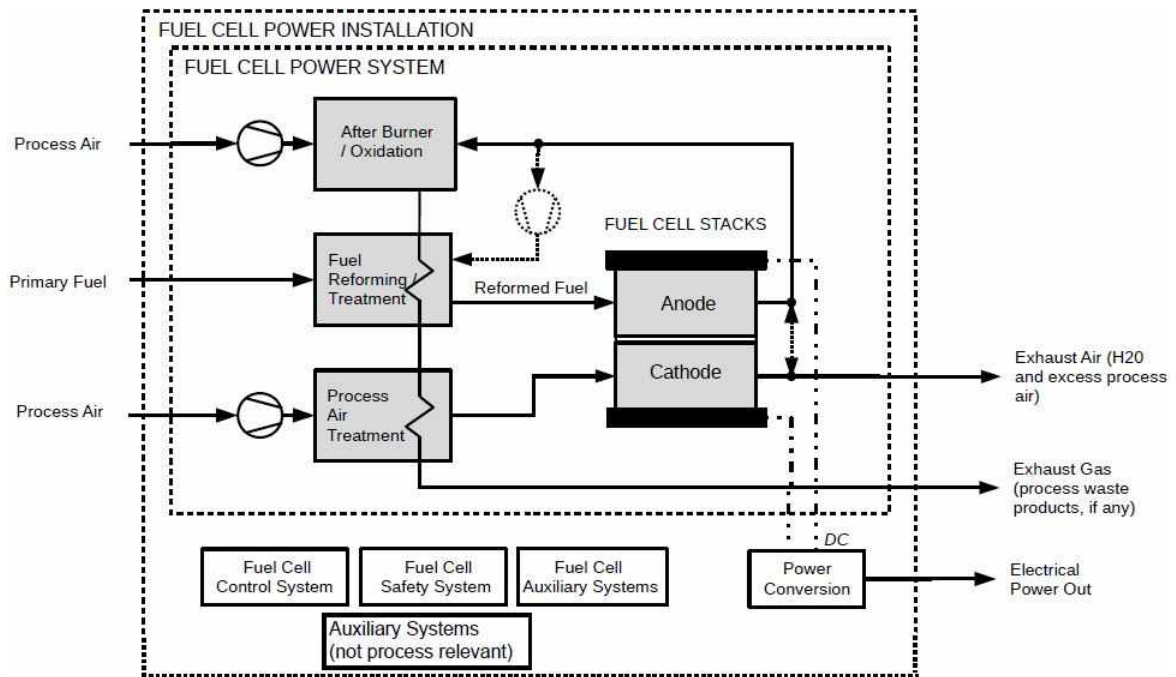 FUEL CELL POWER INSTALLATION
FUEL CELL POWER SYSTEM
Process Air
After Burner
/ Oxidation
FUEL CELL STACKS
Primary Fuel
Fuel
Reforming /
Treatment
Reformed Fuel
Anode
Cathode
Process Air
Process
Air
Treatment
Exhaust Air (H20
and excess process
air)
Exhaust Gas
(process waste
products, if any)
DC
Fuel Cell
Control System
Fuel Cell
Safety System
Fuel Cell
Auxiliary Systems
Power
Conversion
Electrical
Power Out
Auxiliary Systems
(not process relevant)